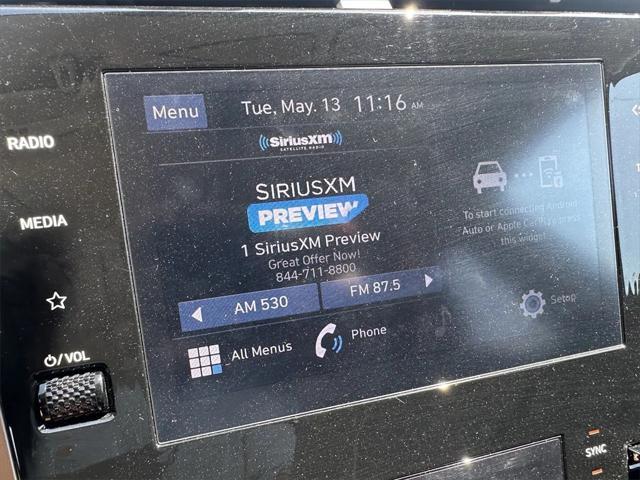 Menu
Tue, May. 13 11:16 AM
SiriusXM
SATELLITE RADIO
RADIO
SIRIUSXM
PREVIEW
MEDIA
1 SiriusXM Preview
Great Offer Now!
844-711-8800
To start connecting Android
Auto or Apple CarPlay,
this widget
AM 530
FM 87.5
Setup
All Menus
Phone
/VOL
SYNC